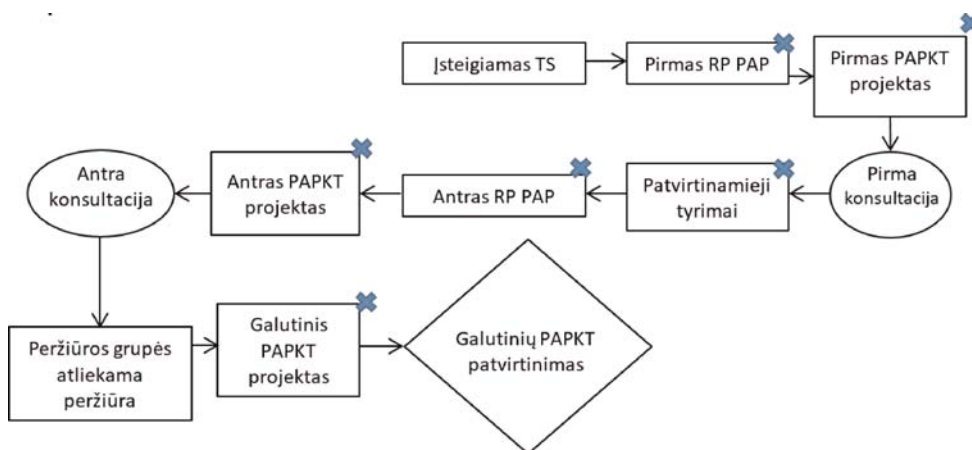 Įsteigiamas TS
Pirmas RP PAP
Pirmas PAPKT
projektas
Pirma
konsultacija
Patvirtinamieji
tyrimai
Antras RP PAP
Antras PAPKT
projektas
Antra
konsultacija
Peržiūros grupės
atliekama
peržiūra
Galutinis
PAPKT
projektas
Galutinių PAPKT
patvirtinimas